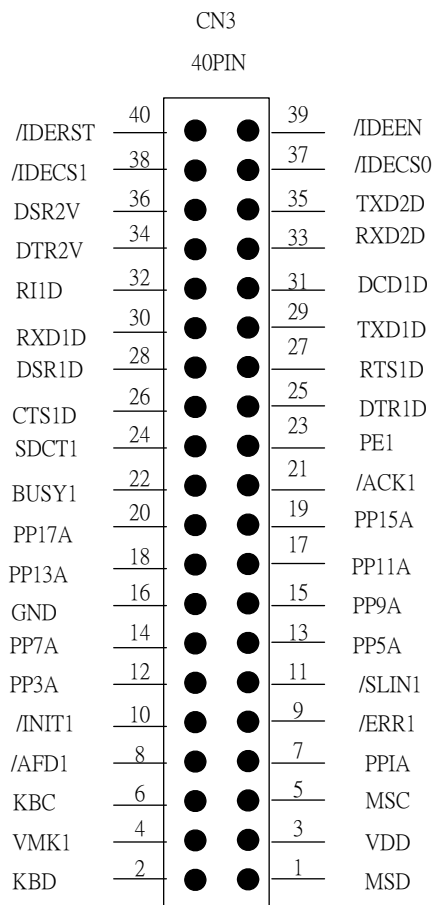 CN3
40PIN
/IDERST 40 39 /IDEEN
/IDECS1 38 37 /IDECS0
DSR2V 36 35 TXD2D
DTR2V 34 33 RXD2D
RI1D 32 31 DCD1D
RXD1D 30 29 TXD1D
DSR1D 28 27 RTS1D
CTS1D 26 25 DTR1D
SDCT1 24 23 PE1
BUSY1 22 21 /ACK1
PP17A 20 19 PP15A
PP13A 18 17 PP11A
GND 16 15 PP9A
PP7A 14 13 PP5A
PP3A 12 11 /SLIN1
/INIT1 10 9 /ERR1
/AFD1 8 7 PPIA
KBC 6 5 MSC
VMK1 4 3 VDD
KBD 2 1 MSD